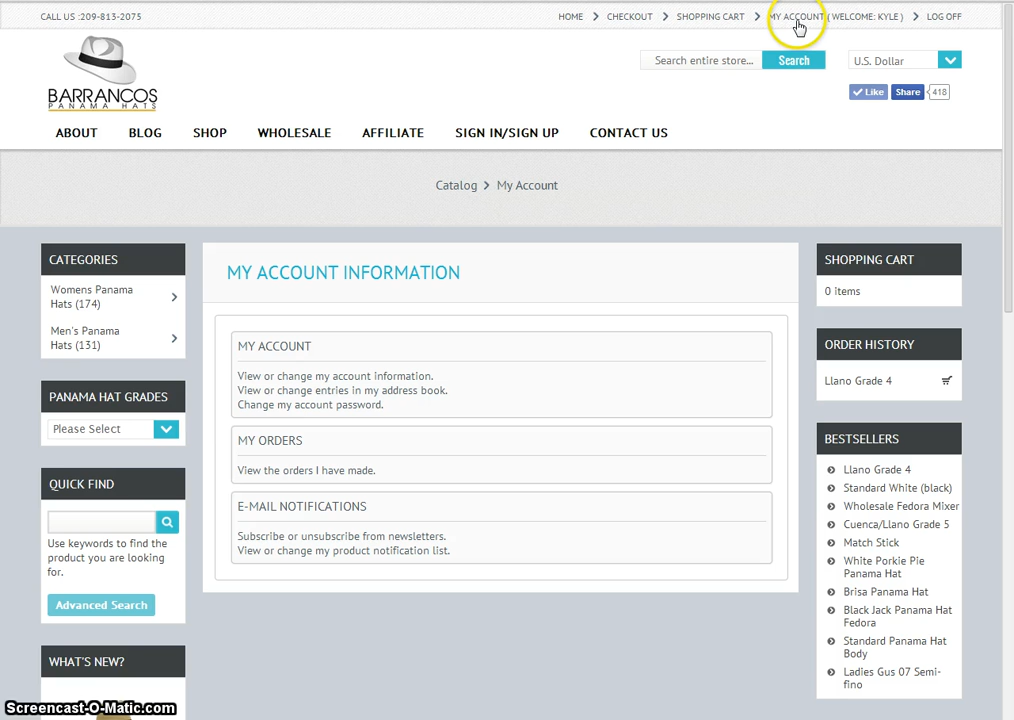 CALL US :209-813-2075
HOME
CHECKOUT
SHOPPING CART
MY ACCOUNT ( WELCOME: KYLE )
LOG OFF
BARRANCOS
PANAMA HATS
Search entire store...
Search
U.S. Dollar
Like
Share
418
ABOUT
BLOG
SHOP
WHOLESALE
AFFILIATE
SIGN IN/SIGN UP
CONTACT US
Catalog
My Account
CATEGORIES
Womens Panama
Hats (174)
Men's Panama
Hats (131)
PANAMA HAT GRADES
Please Select
QUICK FIND
Use keywords to find the
product you are looking
for.
Advanced Search
WHAT'S NEW?
MY ACCOUNT INFORMATION
MY ACCOUNT
View or change my account information.
View or change entries in my address book.
Change my account password.
MY ORDERS
View the orders I have made.
E-MAIL NOTIFICATIONS
Subscribe or unsubscribe from newsletters.
View or change my product notification list.
SHOPPING CART
0 items
ORDER HISTORY
Llano Grade 4
BESTSELLERS
Llano Grade 4
Standard White (black)
Wholesale Fedora Mixer
Cuenca/Llano Grade 5
Match Stick
White Porkie Pie
Panama Hat
Brisa Panama Hat
Black Jack Panama Hat
Fedora
Standard Panama Hat
Body
Ladies Gus 07 Semi-
fino
Screencast-O-Matic.com